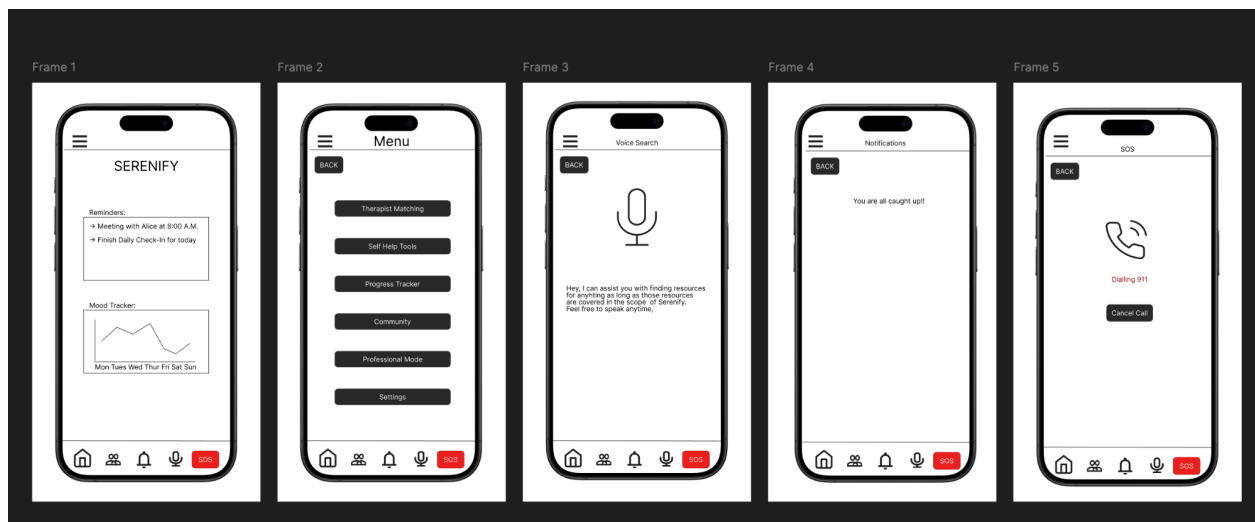 Frame 1
SERENIFY
Reminders:
→ Meeting with Alice at 8:00 A.M.
→ Finish Daily Check-In for today
Mood Tracker:
Mon Tues Wed Thur Fri Sat Sun
SOS
Frame 2
Menu
BACK
Therapist Matching
Self Help Tools
Progress Tracker
Community
Professional Mode
Settings
SOS
Frame 3
Voice Search
BACK
Hey, I can assist you with finding resources
for anyhting as long as those resources
are covered in the scope of Serenify.
Feel free to speak anytime,
SOS
Frame 4
Notifications
BACK
You are all caught up!!
SOS
Frame 5
SOS
BACK
Dialling 911
Cancel Call
SOS